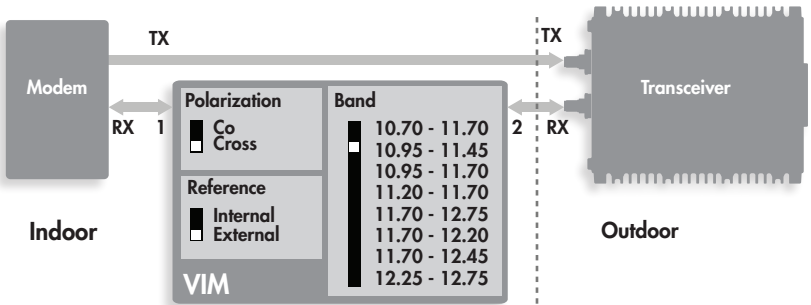 TX
TX
Modem
Transceiver
RX 1
2 RX
Polarization
Co
Cross
Reference
Internal
External
VIM
Band
10.70 - 11.70
10.95 - 11.45
10.95 - 11.70
11.20 - 11.70
11.70 - 12.75
11.70 - 12.20
11.70 - 12.45
12.25 - 12.75
Indoor
Outdoor